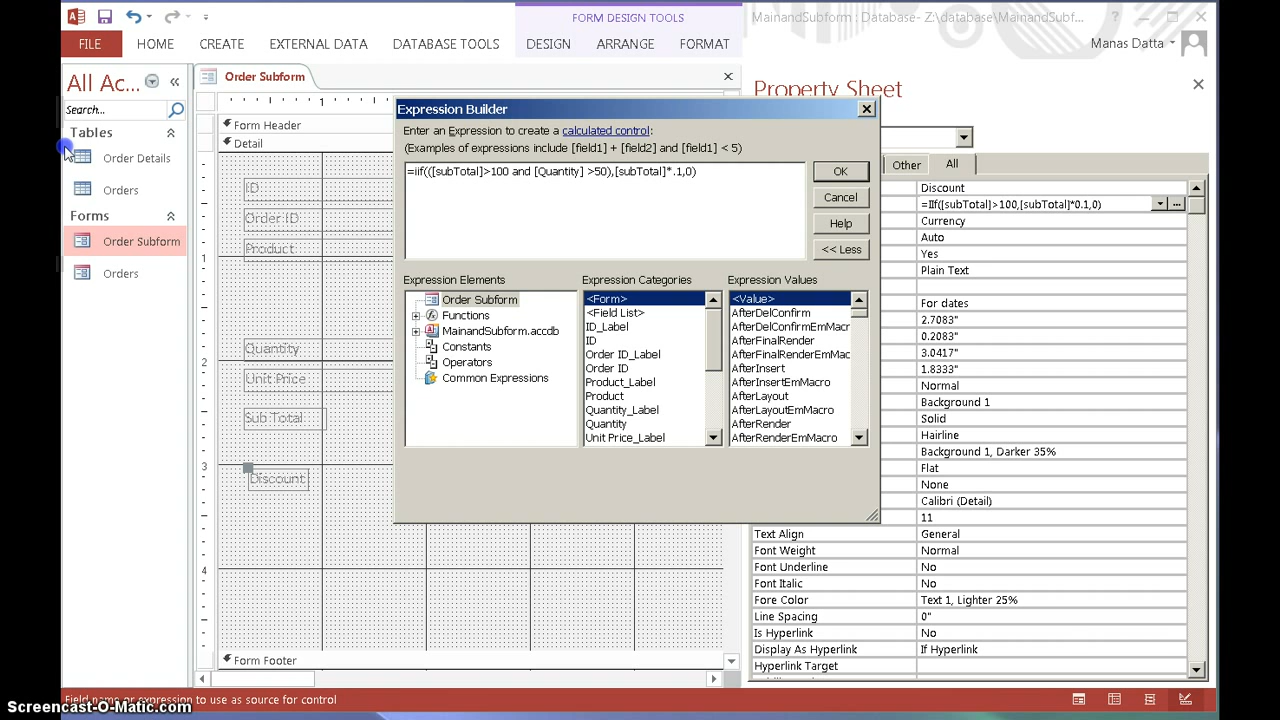 FORM DESIGN TOOLS
MainandSubform : Database- Z:\database\MainandSubf...
FILE
HOME
CREATE
EXTERNAL DATA
DATABASE TOOLS
DESIGN
ARRANGE
FORMAT
Manas Datta
All Ac...
Search...
Tables
Order Details
Orders
Forms
Order Subform
Orders
Order Subform
1
Form Header
Detail
ID
Order ID
Product
1
Quantity
2
Unit Price
Sub Total
3
Discount
4
Form Footer
Expression Builder
Enter an Expression to create a calculated control:
(Examples of expressions include [field1] + [field2] and [field1] < 5)
=iif(([subTotal]>100 and [Quantity] >50),[subTotal]*.1,0)
OK
Cancel
Help
<< Less
Expression Elements
Order Subform
Functions
MainandSubform.accdb
Constants
Operators
Common Expressions
Expression Categories
<Form>
<Field List>
ID_Label
ID
Order ID_Label
Order ID
Product_Label
Product
Quantity_Label
Quantity
Unit Price_Label
Expression Values
<Value>
AfterDelConfirm
AfterDelConfirmEmMacr
AfterFinalRender
AfterFinalRenderEmMac
AfterInsert
AfterInsertEmMacro
AfterLayout
AfterLayoutEmMacro
AfterRender
AfterRenderEmMacro
Property Sheet
Other
All
Discount
=IIf([subTotal]>100,[subTotal]*0.1,0)
Currency
Auto
Yes
Plain Text
For dates
2.7083"
0.2083"
3.0417"
1.8333"
Normal
Background 1
Solid
Hairline
Background 1, Darker 35%
Flat
None
Calibri (Detail)
11
Text Align General
Font Weight Normal
Font Underline No
Font Italic No
Fore Color Text 1, Lighter 25%
Line Spacing 0"
Is Hyperlink No
Display As Hyperlink If Hyperlink
Hyperlink Target
Field name or expression to use as source for control
Screencast-O-Matic.com